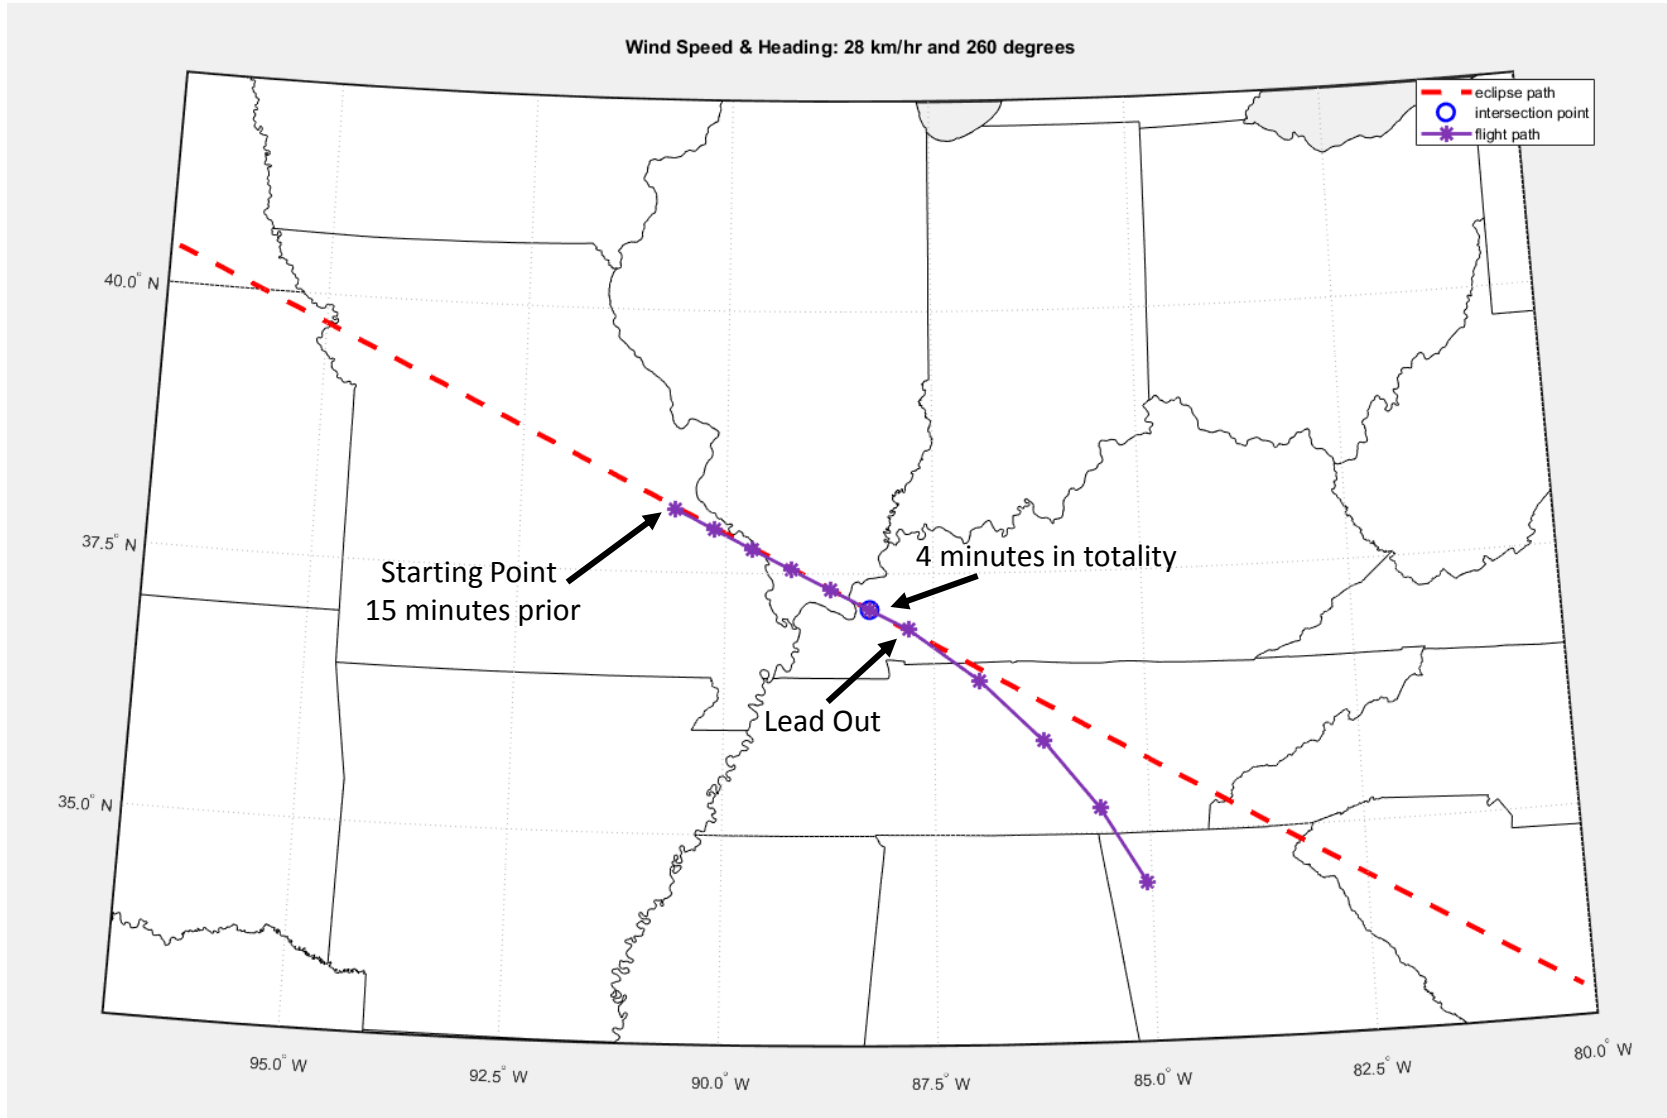 Wind Speed & Heading: 28 km/hr and 260 degrees
eclipse path
intersection point
flight path
40.0° N
37.5° N
35.0° N
4 minutes in totality
Starting Point
15 minutes prior
Lead Out
95.0° W
92.5° W
90.0° W
87.5° W
85.0° W
82.5° W
80.0° W